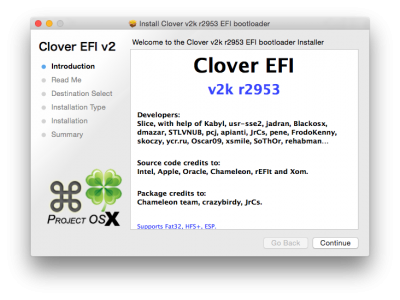 Install Clover v2k r2953 EFI bootloader
Clover EFI v2
Welcome to the Clover v2k r2953 EFI bootloader Installer
Introduction
Read Me
Destination Select
Installation Type
Installation
Summary
Clover EFI
v2k r2953
Developers:
Slice, with help of Kabyl, usr-sse2, jadran, Blackosx,
dmazar, STLVNUB, pcj, apianti, JrCs, pene, FrodoKenny,
skoczy, ycr.ru, Oscar09, xsmile, SoThOr, rehabman...
Source code credits to:
Intel, Apple, Oracle, Chameleon, rEFIt and Xom.
Package credits to:
Chameleon team, crazybirdy, JrCs.
Supports Fat32, HFS+, ESP.
PROJECT OSX
Go Back
Continue